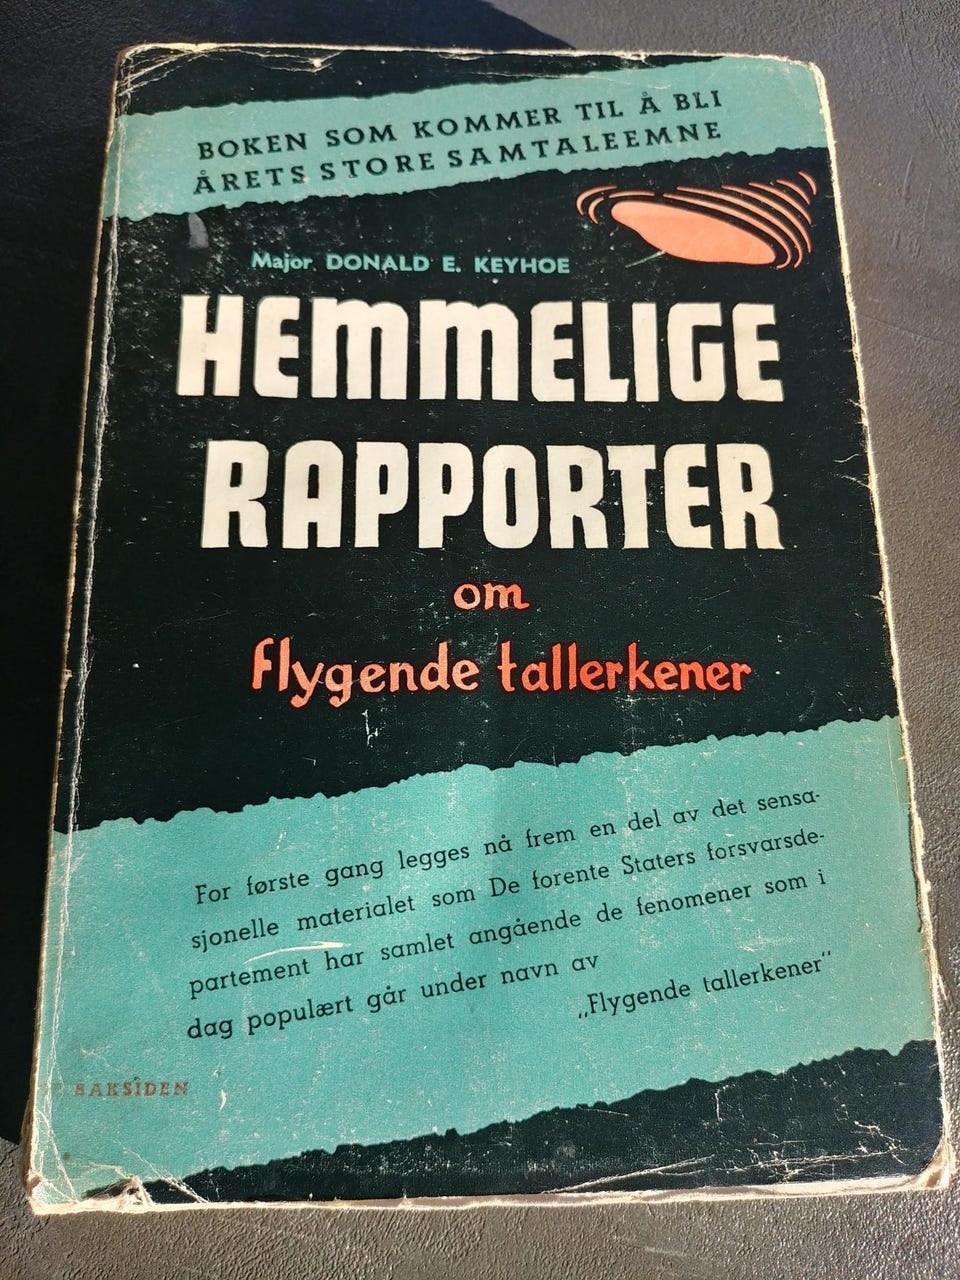 BOKEN SOM KOMMER TIL Å BLI
ÅRETS STORE SAMTALEEMNE
Major DONALD E. KEYHOE
HEMMELIGE
RAPPORTER
om
flygende tallerkener
For første gang legges nå frem en del av det sensa-
sjonelle materialet som De forente Staters forsvarsde-
partement har samlet angående de fenomener som i
dag populært går under navn av
„Flygende tallerkener"
BAKSIDEN